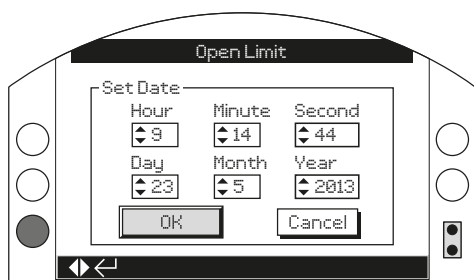 Open Limit
Set Date
Hour Minute Second
9 14 44
Day Month Year
23 5 2013
OK Cancel